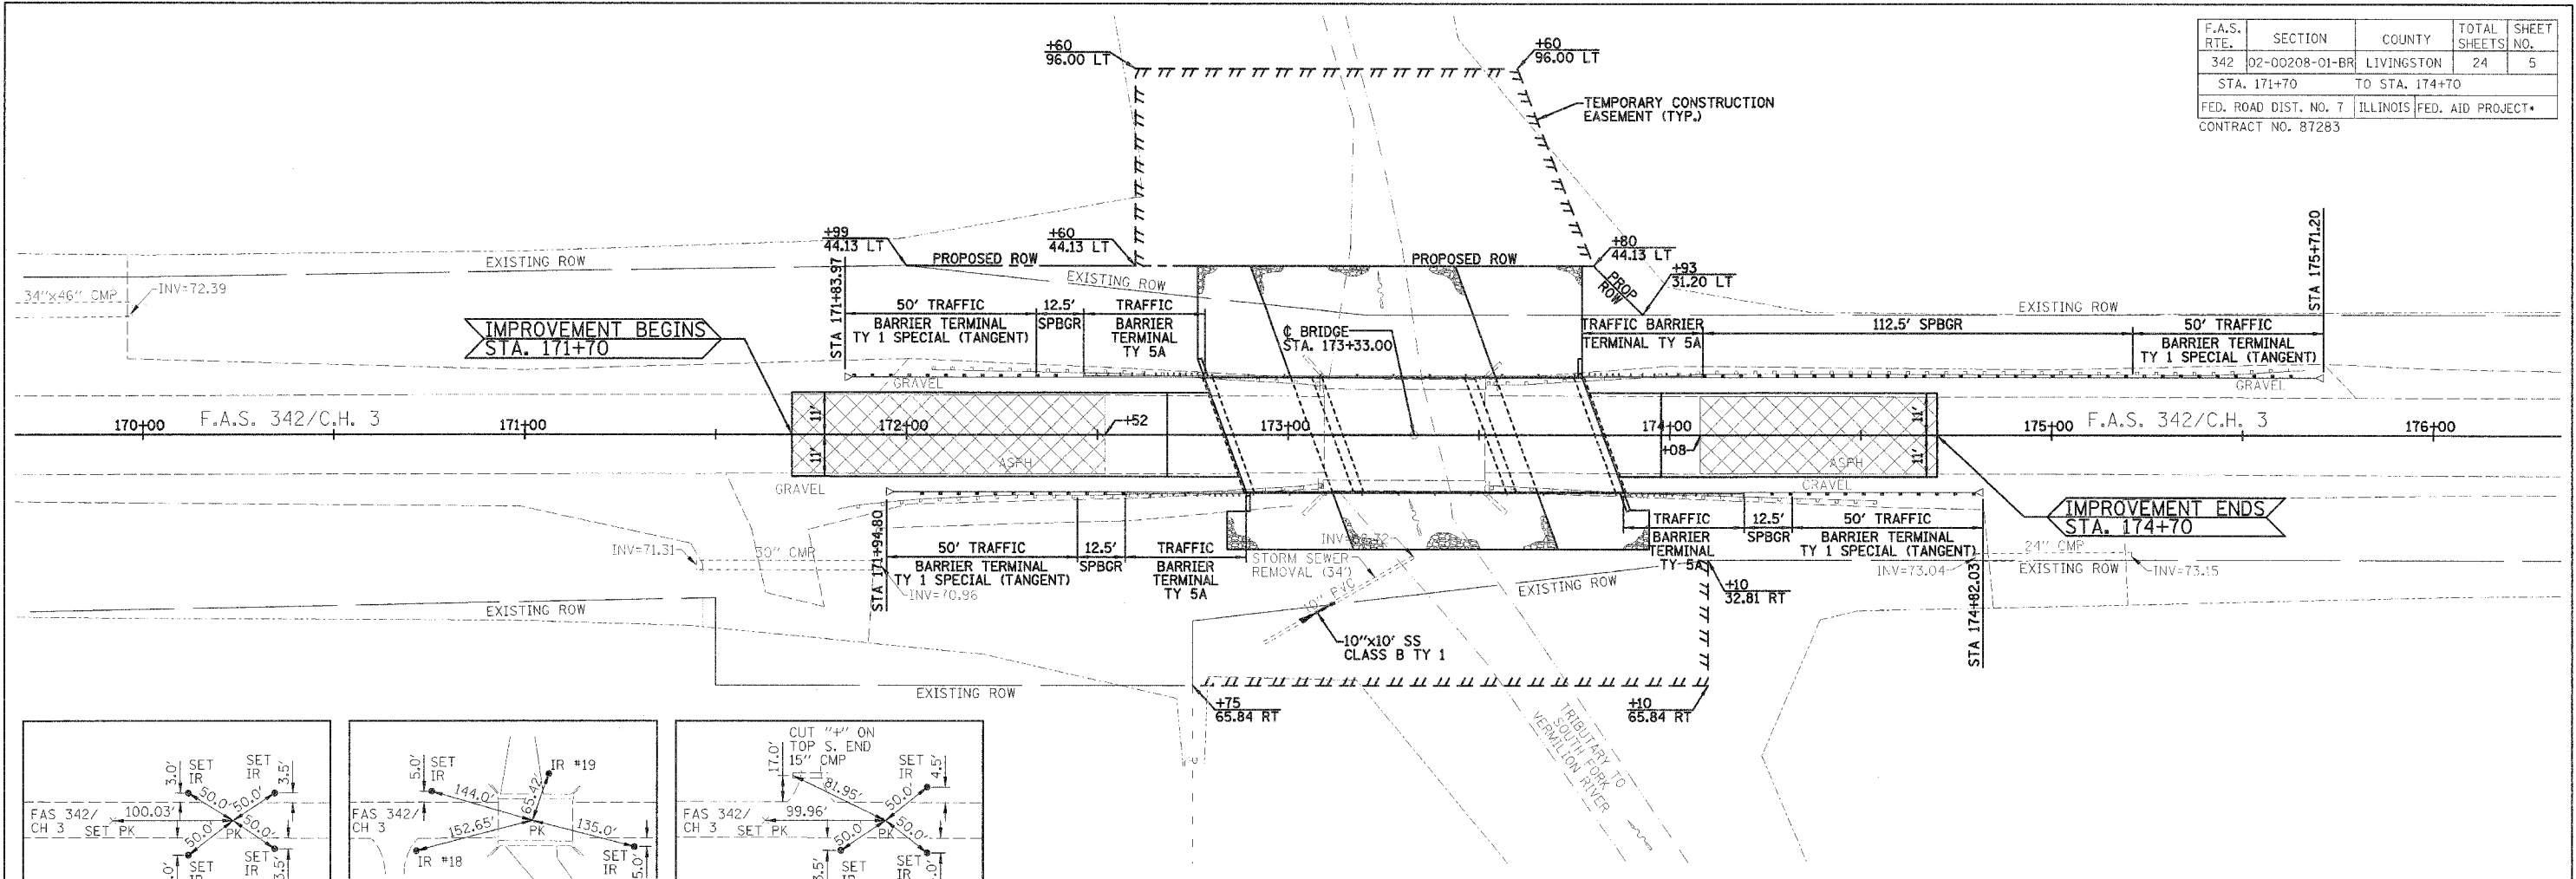 F.A.S. RTE. SECTION COUNTY TOTAL SHEETS SHEET NO.
342 02-00208-01-BR LIVINGSTON 24 5
STA. 171+70 TO STA. 174+70
FED. ROAD DIST. NO. 7 ILLINOIS FED. AID PROJECT*
CONTRACT NO. 87283
+60
96.00 LT
+60
96.00 LT
TEMPORARY CONSTRUCTION
EASEMENT (TYP.)
+99
44.13 LT
+60
44.13 LT
+80
44.13 LT
+93
31.20 LT
PROPOSED ROW
PROPOSED ROW
PROP
ROW
EXISTING ROW
EXISTING ROW
EXISTING ROW
34"x46" CMP
INV=72.39
STA 171+83.97
STA 175+71.20
50' TRAFFIC
BARRIER TERMINAL
TY 1 SPECIAL (TANGENT)
12.5'
SPBGR
TRAFFIC
BARRIER
TERMINAL
TY 5A
℄ BRIDGE
STA. 173+33.00
TRAFFIC BARRIER
TERMINAL TY 5A
112.5' SPBGR
50' TRAFFIC
BARRIER TERMINAL
TY 1 SPECIAL (TANGENT)
IMPROVEMENT BEGINS
STA. 171+70
GRAVEL
GRAVEL
170+00
F.A.S. 342/C.H. 3
171+00
11'
11'
172+00
+52
ASPH
173+00
174+00
+08
ASPH
11'
11'
175+00
F.A.S. 342/C.H. 3
176+00
GRAVEL
GRAVEL
IMPROVEMENT ENDS
STA. 174+70
INV=71.31
30" CMP
STA 171+94.80
INV=70.96
50' TRAFFIC
BARRIER TERMINAL
TY 1 SPECIAL (TANGENT)
12.5'
SPBGR
TRAFFIC
BARRIER
TERMINAL
TY 5A
STORM SEWER
REMOVAL (34')
10" PVC
TRAFFIC
BARRIER
TERMINAL
TY 5A
12.5'
SPBGR
50' TRAFFIC
BARRIER TERMINAL
TY 1 SPECIAL (TANGENT)
24" CMP
INV=73.04
EXISTING ROW
INV=73.15
STA 174+82.03
EXISTING ROW
EXISTING ROW
+10
32.81 RT
10"x10' SS
CLASS B TY 1
EXISTING ROW
+75
65.84 RT
+10
65.84 RT
TRIBUTARY TO
SOUTH FORK
VERMILION RIVER
3.0'
SET
IR
SET
IR
3.5'
50.0'
50.0'
FAS 342/
CH 3
100.03'
SET PK
PK
50.0'
50.0'
SET
IR
SET
IR
5.0'
SET
IR
IR #19
144.0'
65.42'
FAS 342/
CH 3
152.65'
PK
135.0'
IR #18
SET
IR
5.0'
CUT "+" ON
TOP S. END
15" CMP
17.0'
81.95'
SET
IR
4.5'
50.0'
FAS 342/
CH 3
99.96'
SET PK
PK
50.0'
50.0'
SET
IR
SET
IR
3.5'